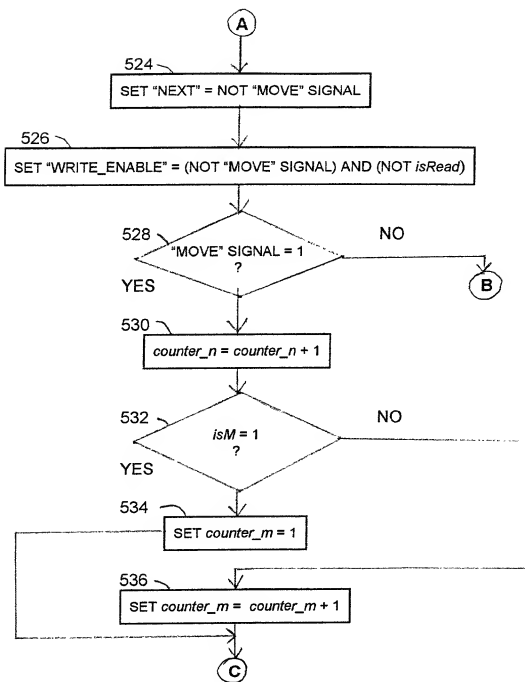 A
524
SET "NEXT" = NOT "MOVE" SIGNAL
526
SET "WRITE_ENABLE" = (NOT "MOVE" SIGNAL) AND (NOT isRead)
528
"MOVE" SIGNAL = 1
?
NO
YES
B
530
counter_n = counter_n + 1
532
isM = 1
?
NO
YES
534
SET counter_m = 1
536
SET counter_m = counter_m + 1
C